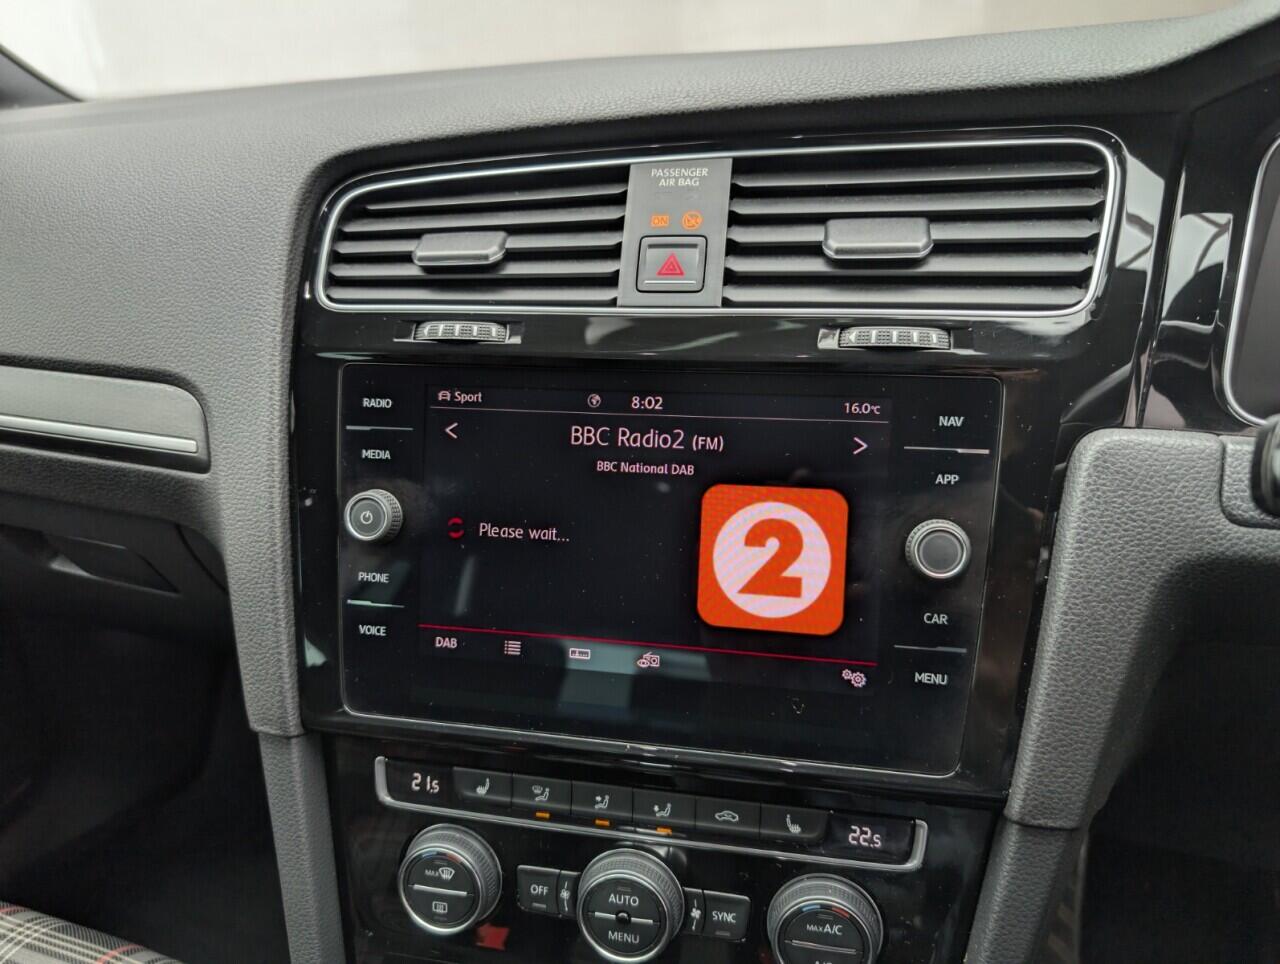 PASSENGER
AIR BAG
ON
RADIO
MEDIA
PHONE
VOICE
Sport
8:02
16.0°C
BBC Radio2 (FM)
BBC National DAB
Please wait...
2
DAB
NAV
APP
CAR
MENU
21.5
22.5
MAX
OFF
AUTO
MENU
SYNC
MAX A/C